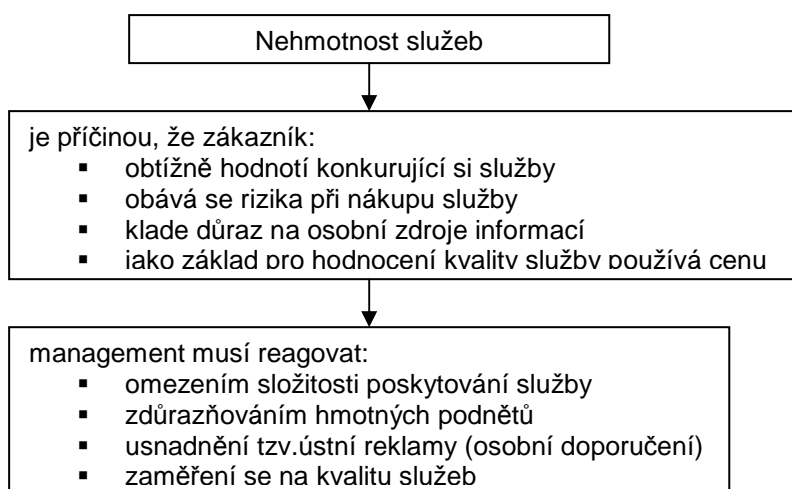 Nehmotnost služeb
je příčinou, že zákazník:
▪ obtížně hodnotí konkurující si služby
▪ obává se rizika při nákupu služby
▪ klade důraz na osobní zdroje informací
▪ jako základ pro hodnocení kvality služby používá cenu
management musí reagovat:
▪ omezením složitosti poskytování služby
▪ zdůrazňováním hmotných podnětů
▪ usnadnění tzv.ústní reklamy (osobní doporučení)
▪ zaměření se na kvalitu služeb